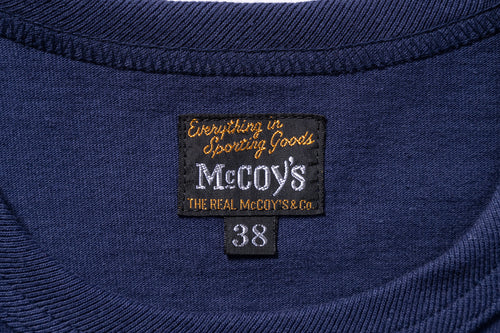 Everything in
Sporting Goods
McCOY'S
THE REAL McCOY'S & Co.
38